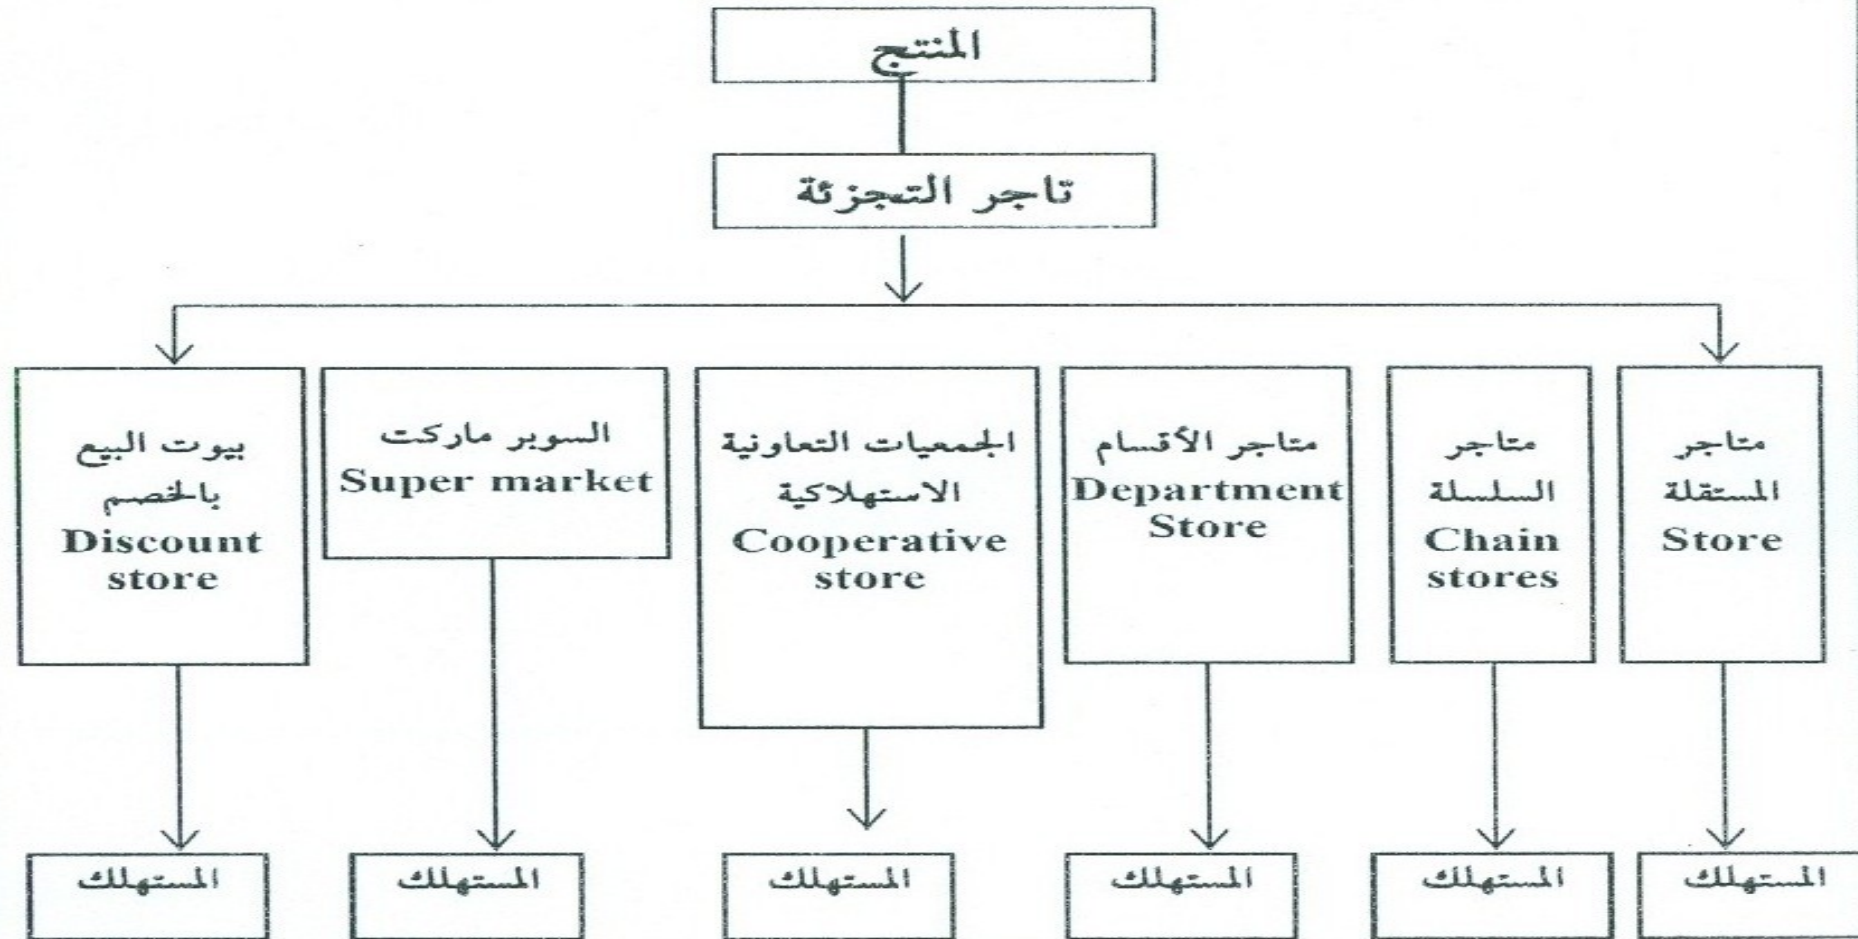 المنتج
تاجر التجزئة
متاجر
المستقلة
Store
متاجر
السلسلة
Chain
stores
متاجر الأقسام
Department
Store
الجمعيات التعاونية
الاستهلاكية
Cooperative
store
السوبر ماركت
Super market
بيوت البيع
بالخصم
Discount
store
المستهلك
المستهلك
المستهلك
المستهلك
المستهلك
المستهلك